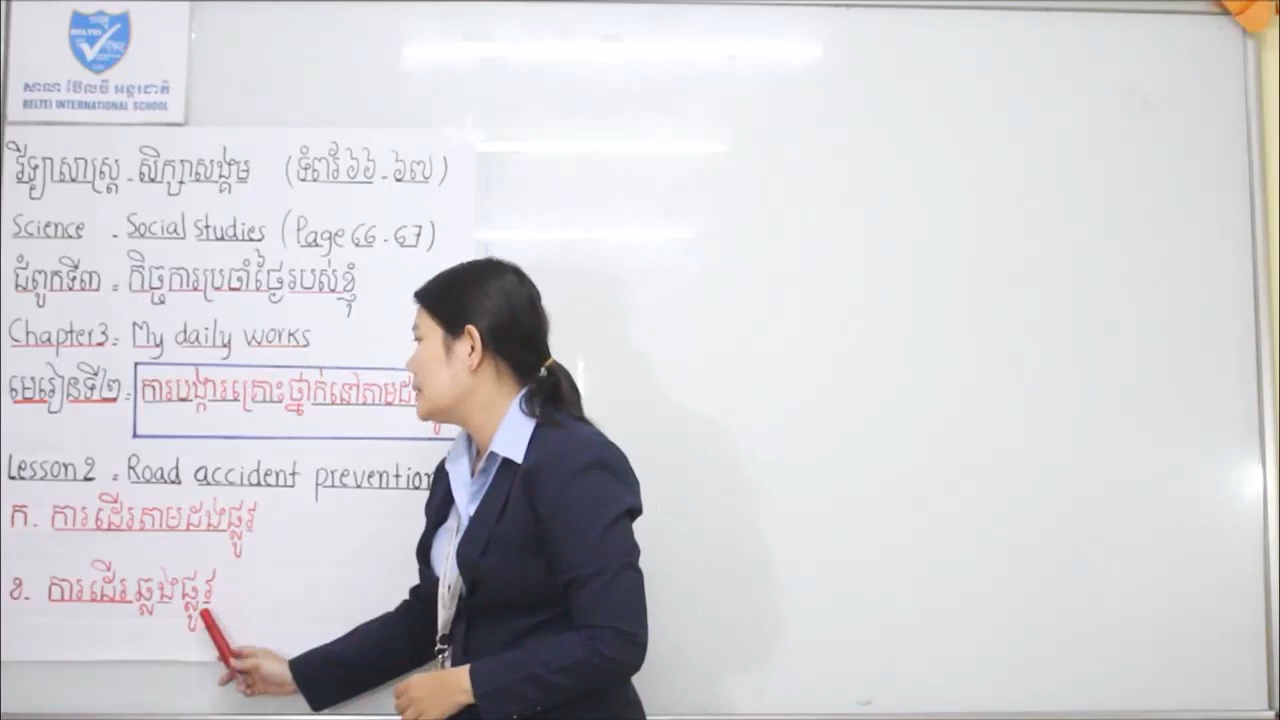 BELTEI
សាលា ប៊ែលធី អន្តរជាតិ
BELTEI INTERNATIONAL SCHOOL
វិទ្យាសាស្ត្រ - សិក្សាសង្គម (ទំព័រ៦៦-៦៧)
Science - Social studies (Page 66-67)
ជំពូកទី៣ = កិច្ចការប្រចាំថ្ងៃរបស់ខ្ញុំ
Chapter3 = My daily works
មេរៀនទី២ = ការបង្ការគ្រោះថ្នាក់នៅតាមដ
Lesson2 = Road accident prevention
ក. ការដើរតាមដងផ្លូវ
ខ. ការដើរឆ្លងផ្លូវ